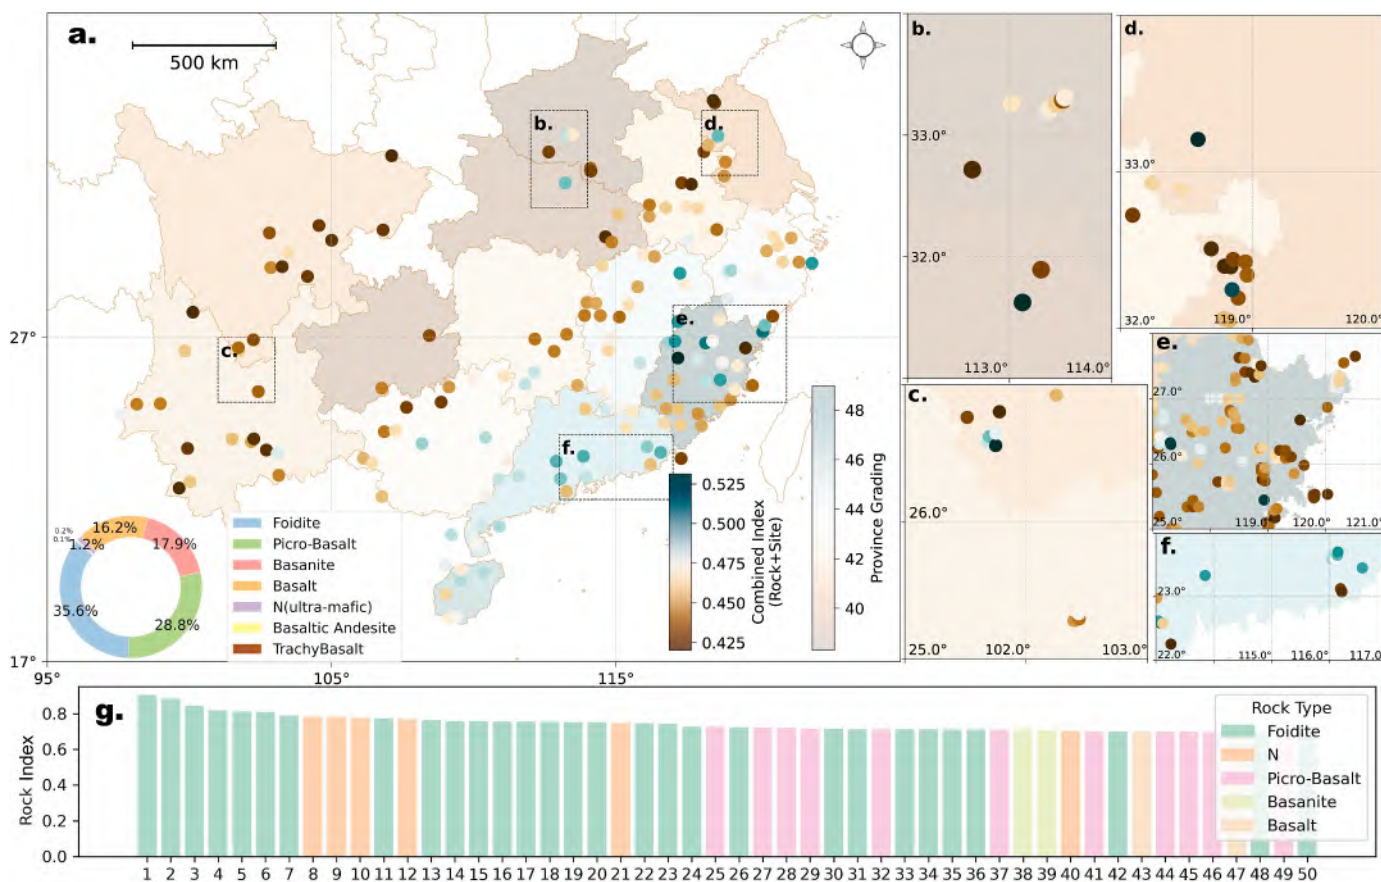 a.
500 km
b.
c.
d.
e.
f.
27°
17°
95°
105°
115°
0.2%
0.1%
1.2%
16.2%
17.9%
35.6%
28.8%
Foidite
Picro-Basalt
Basanite
Basalt
N(ultra-mafic)
Basaltic Andesite
TrachyBasalt
0.525
0.500
0.475
0.450
0.425
Combined Index
(Rock+Site)
48
46
44
42
40
Province Grading
b.
33.0°
32.0°
113.0°
114.0°
c.
26.0°
25.0°
102.0°
103.0°
d.
33.0°
32.0°
119.0°
120.0°
e.
27.0°
26.0°
25.0°
119.0°
120.0°
121.0°
f.
23.0°
22.0°
115.0°
116.0°
117.0
g.
Rock Index
0.8
0.6
0.4
0.2
0.0
Rock Type
Foidite
N
Picro-Basalt
Basanite
Basalt
1 2 3 4 5 6 7 8 9 10 11 12 13 14 15 16 17 18 19 20 21 22 23 24 25 26 27 28 29 30 31 32 33 34 35 36 37 38 39 40 41 42 43 44 45 46 47 48 49 50